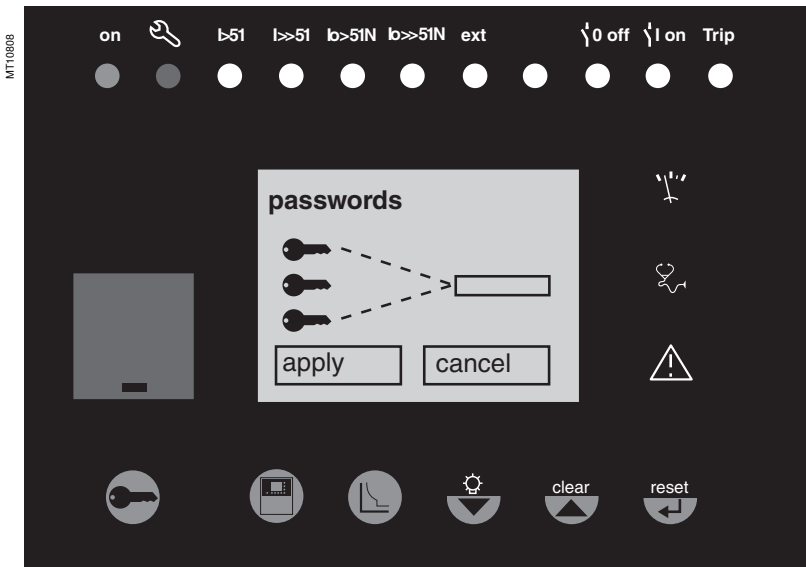 MT10808
on I>51 I>>51 Io>51N Io>>51N ext 0 off I on Trip
passwords
apply cancel
clear reset